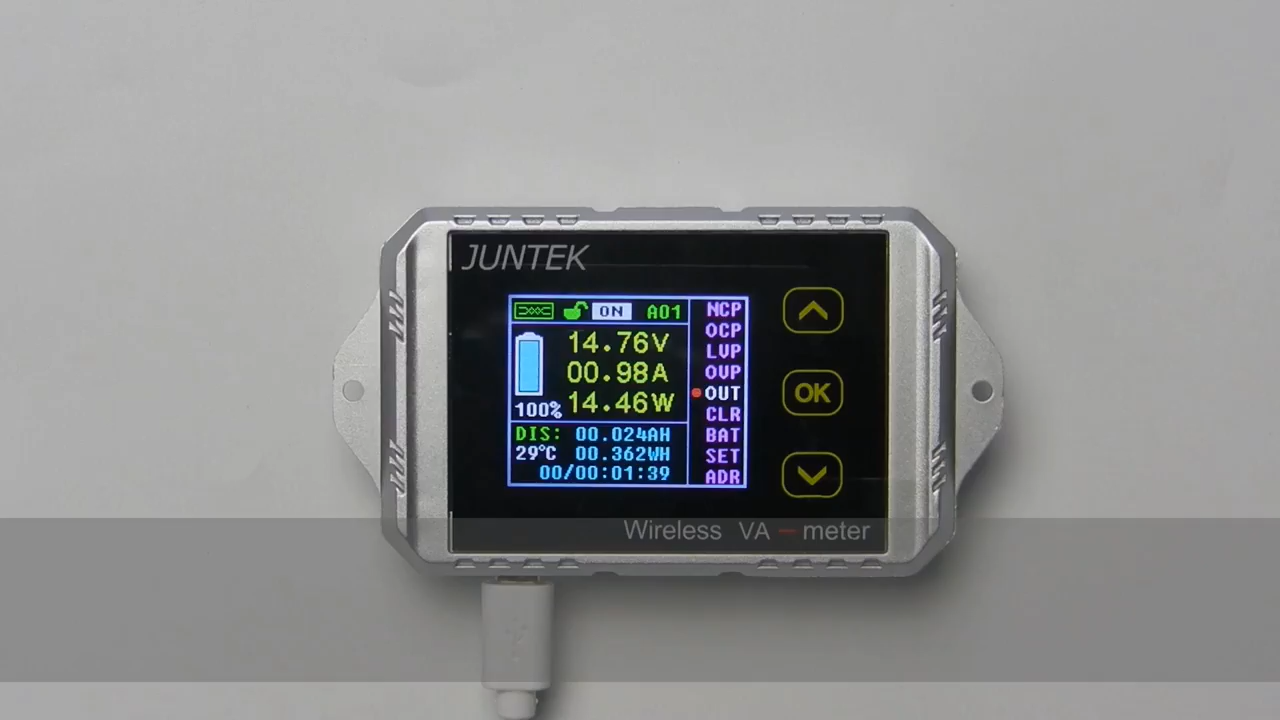 JUNTEK
ON A01
14.76V
00.98A
100% 14.46W
DIS: 00.024AH
29°C 00.362WH
00/00:01:39
NCP
OCP
LVP
OVP
OUT
CLR
BAT
SET
ADR
OK
Wireless VA-meter